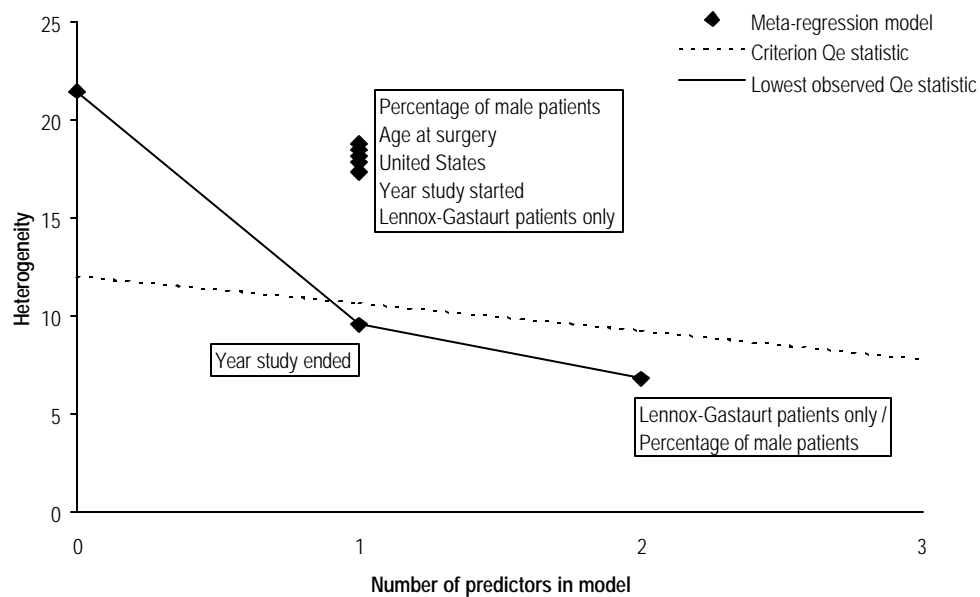 Meta-regression model
Criterion Qe statistic
Lowest observed Qe statistic
25
20
15
10
5
0
Heterogeneity
Percentage of male patients
Age at surgery
United States
Year study started
Lennox-Gastaurt patients only
Year study ended
Lennox-Gastaurt patients only /
Percentage of male patients
0
1
2
3
Number of predictors in model